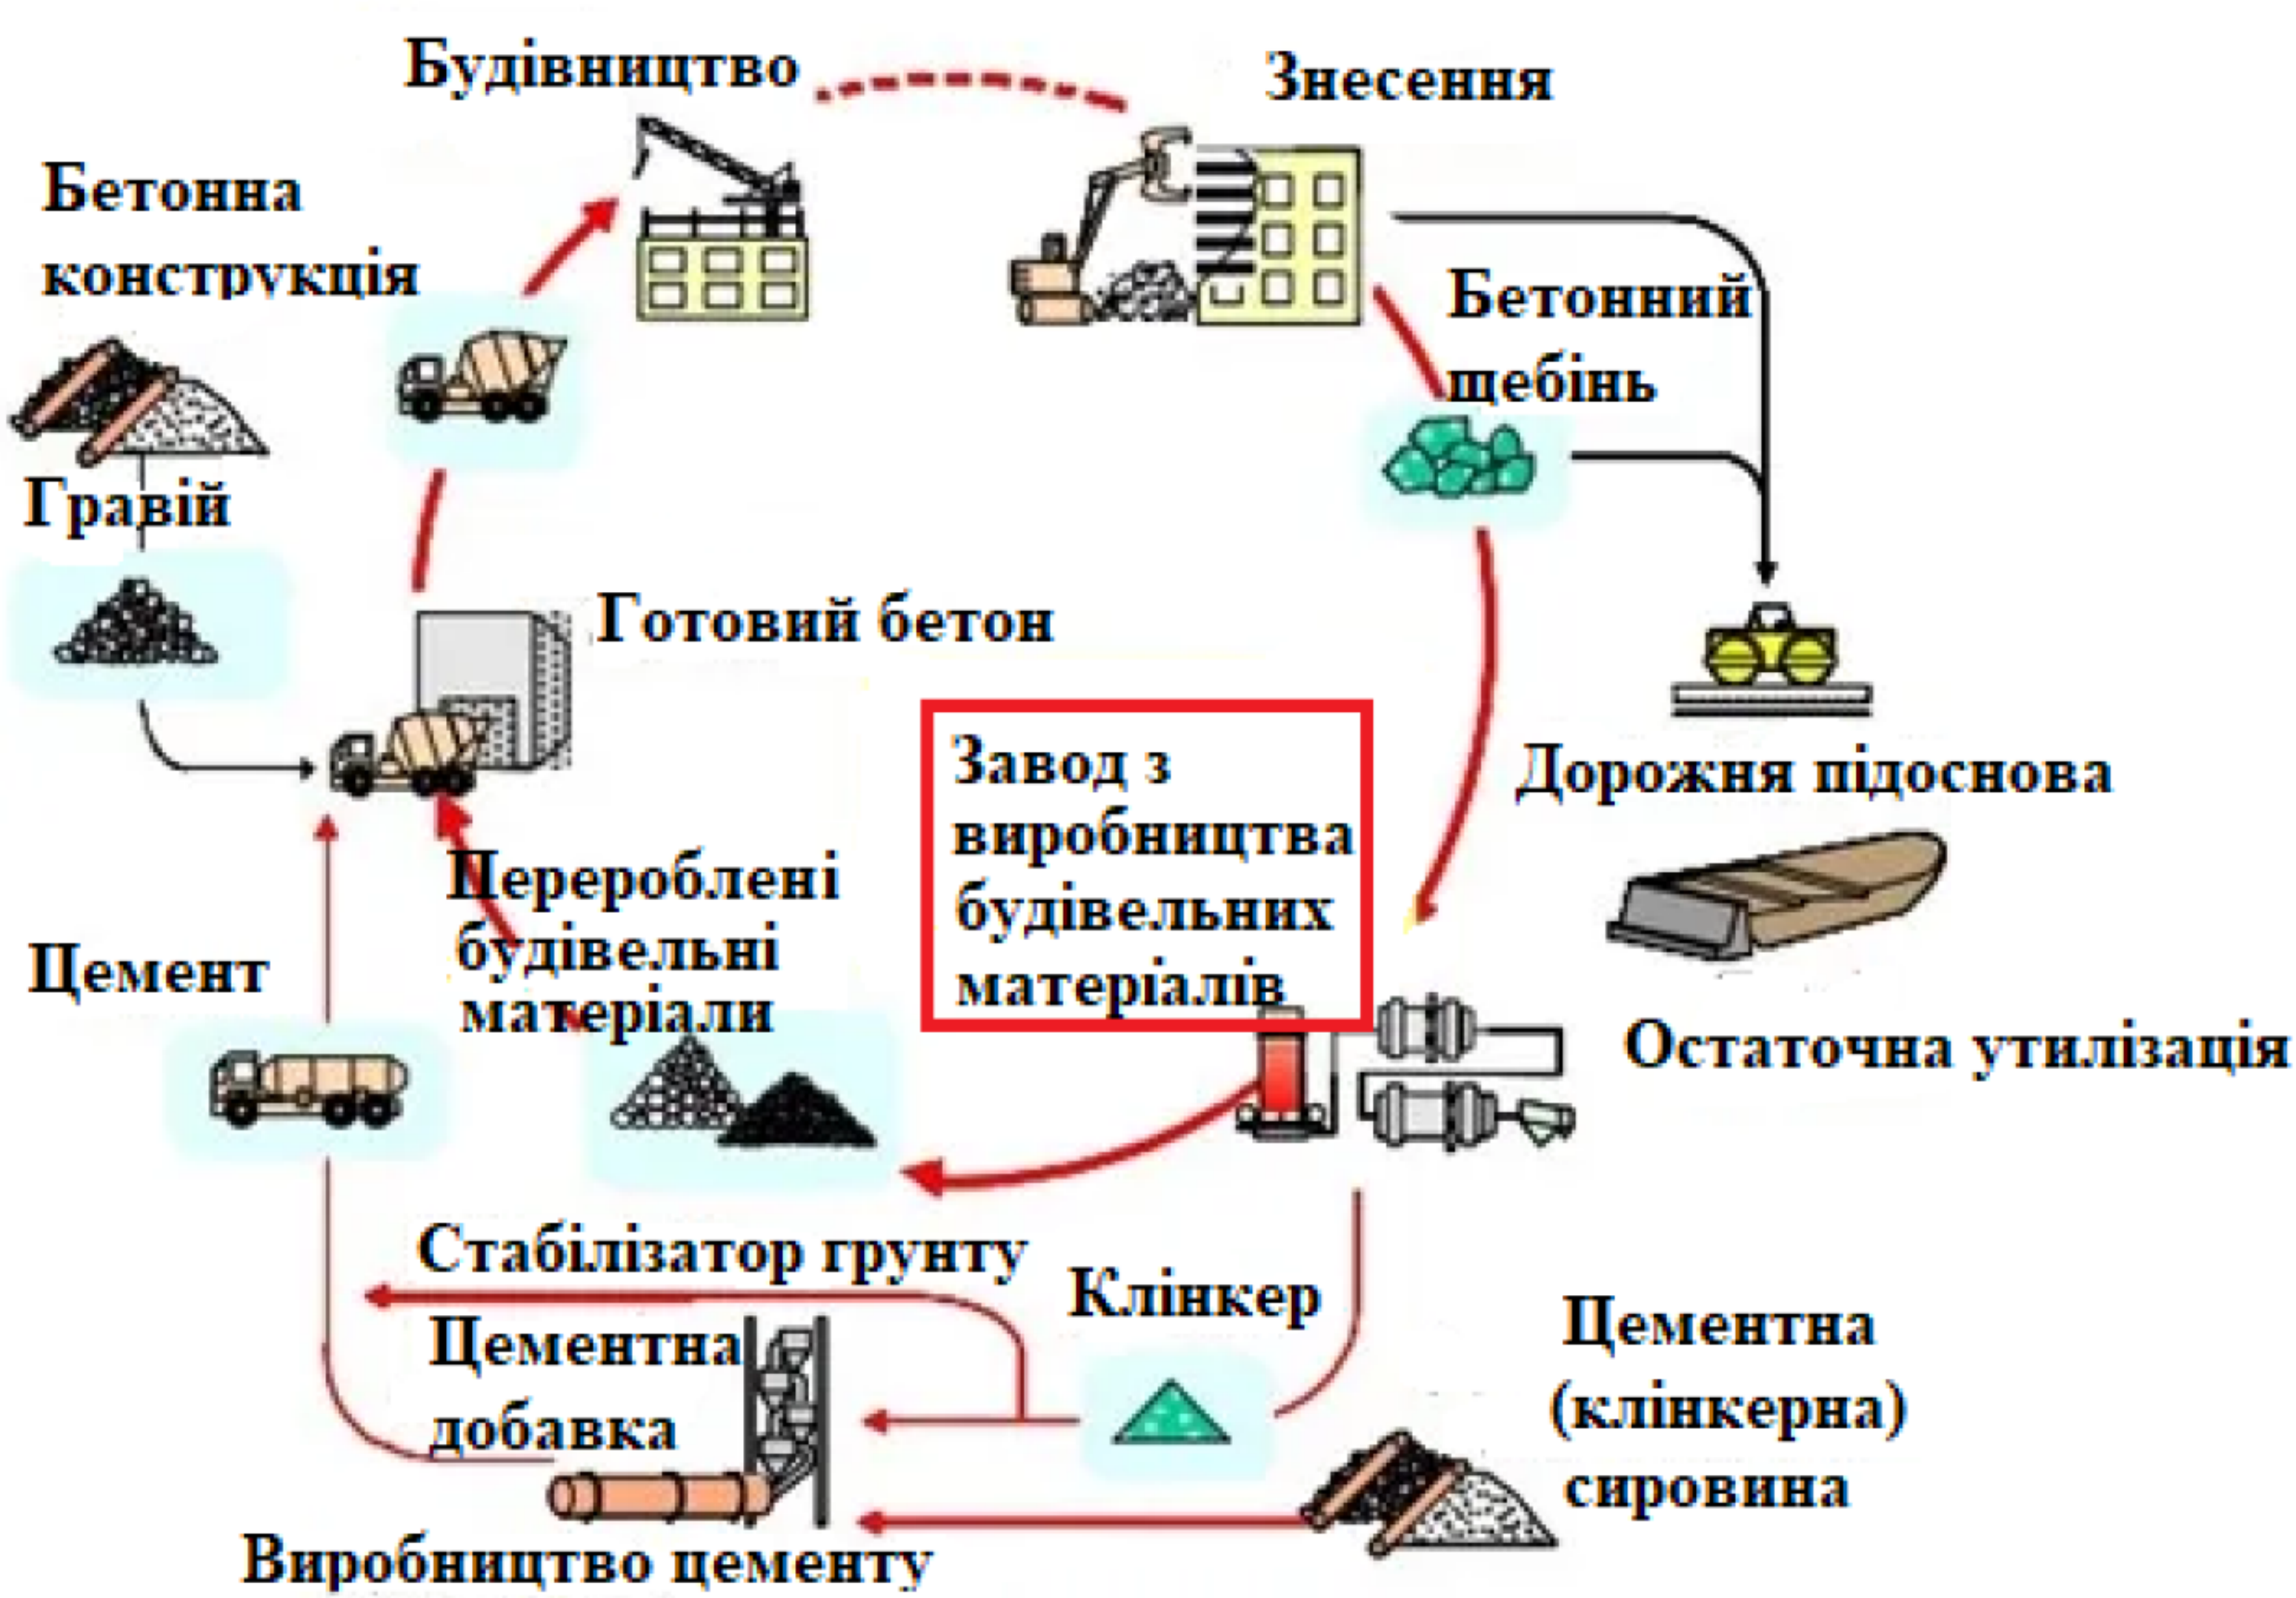 Будівництво
Знесення
Бетонна
конструкція
Бетонний
щебінь
Гравій
Готовий бетон
Завод з
виробництва
будівельних
матеріалів
Дорожня підоснова
Перероблені
будівельні
матеріали
Цемент
Остаточна утилізація
Стабілізатор грунту
Клінкер
Цементна
добавка
Цементна
(клінкерна)
сировина
Виробництво цементу